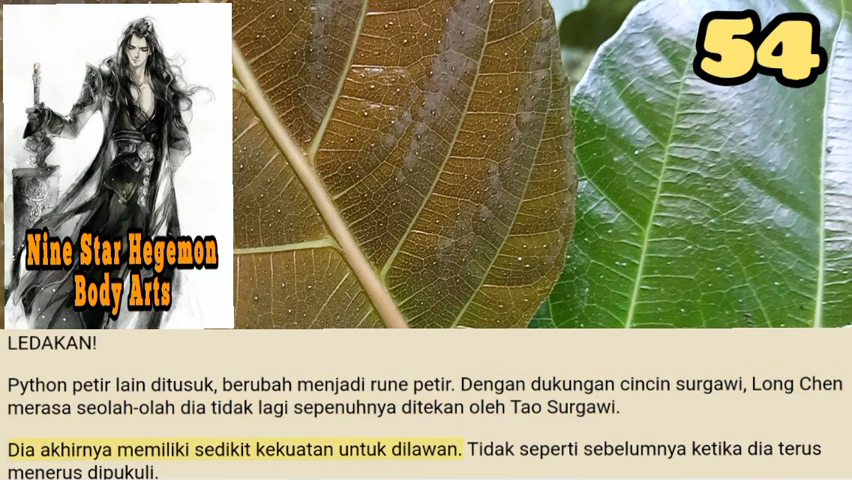 54
Nine Star Hegemon
Body Arts
LEDAKAN!
Python petir lain ditusuk, berubah menjadi rune petir. Dengan dukungan cincin surgawi, Long Chen
merasa seolah-olah dia tidak lagi sepenuhnya ditekan oleh Tao Surgawi.
Dia akhirnya memiliki sedikit kekuatan untuk dilawan. Tidak seperti sebelumnya ketika dia terus
menerus dipukuli.